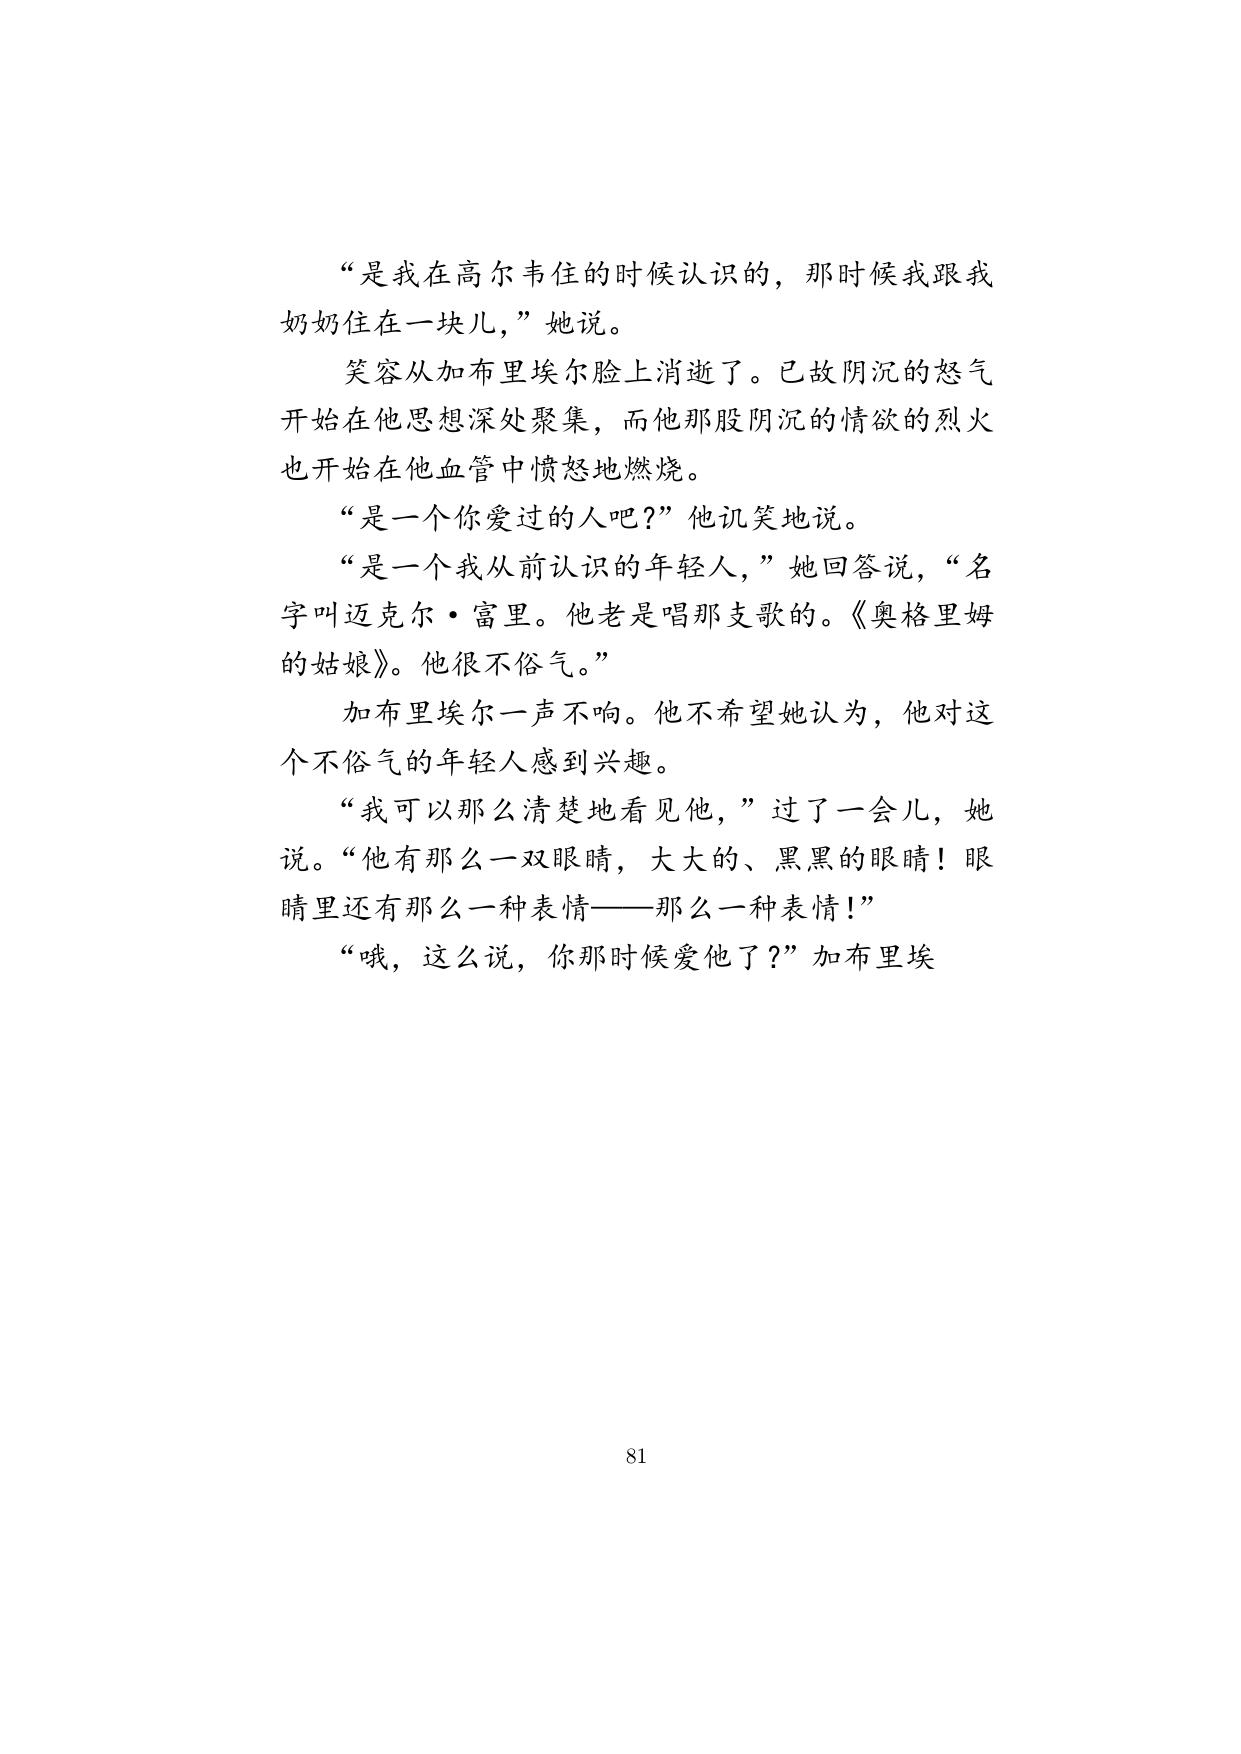 “是我在高尔韦住的时候认识的，那时候我跟我
奶奶住在一块儿，”她说。
笑容从加布里埃尔脸上消逝了。已故阴沉的怒气
开始在他思想深处聚集，而他那股阴沉的情欲的烈火
也开始在他血管中愤怒地燃烧。
“是一个你爱过的人吧？”他讥笑地说。
“是一个我从前认识的年轻人，”她回答说，“名
字叫迈克尔·富里。他老是唱那支歌的。《奥格里姆
的姑娘》。他很不俗气。”
加布里埃尔一声不响。他不希望她认为，他对这
个不俗气的年轻人感到兴趣。
“我可以那么清楚地看见他，”过了一会儿，她
说。“他有那么一双眼睛，大大的、黑黑的眼睛！眼
睛里还有那么一种表情——那么一种表情！”
“哦，这么说，你那时候爱他了？”加布里埃
81